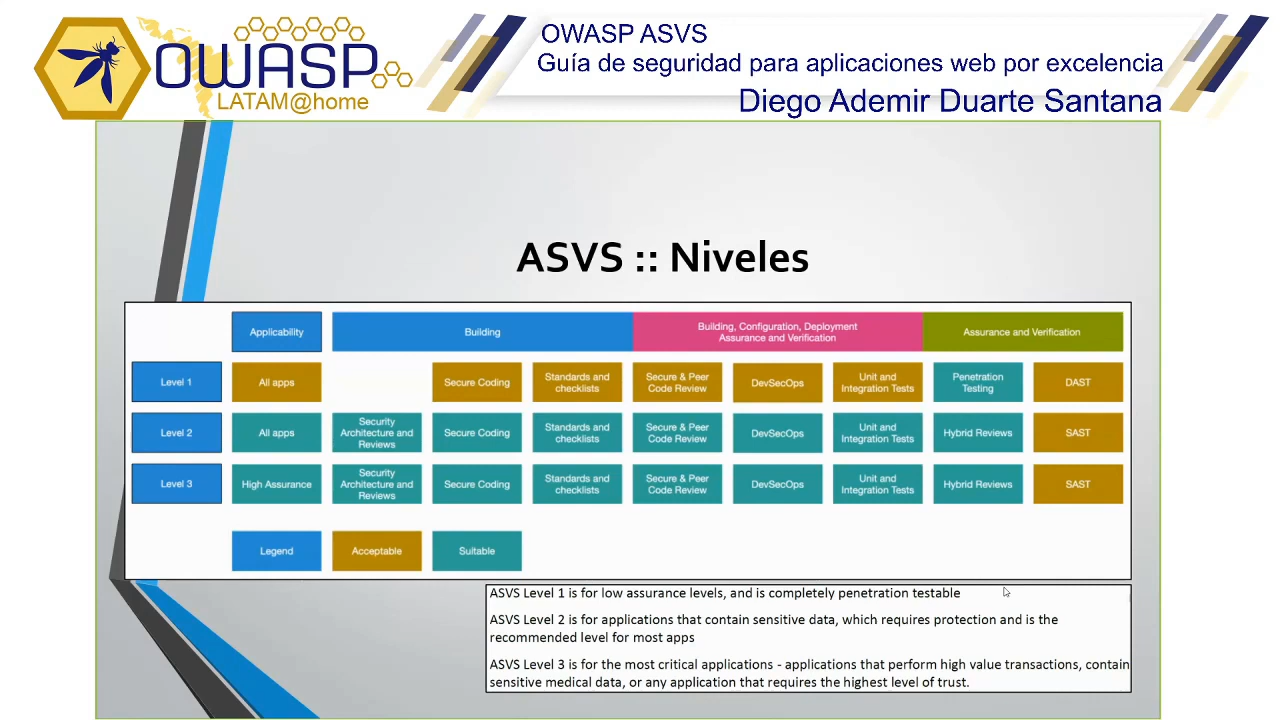 OWASP
LATAM@home
OWASP ASVS
Guía de seguridad para aplicaciones web por excelencia
Diego Ademir Duarte Santana
ASVS :: Niveles
Applicability
Building
Building, Configuration, Deployment
Assurance and Verification
Assurance and Verification
Level 1
All apps
Secure Coding
Standards and
checklists
Secure & Peer
Code Review
DevSecOps
Unit and
Integration Tests
Penetration
Testing
DAST
Level 2
All apps
Security
Architecture and
Reviews
Secure Coding
Standards and
checklists
Secure & Peer
Code Review
DevSecOps
Unit and
Integration Tests
Hybrid Reviews
SAST
Level 3
High Assurance
Security
Architecture and
Reviews
Secure Coding
Standards and
checklists
Secure & Peer
Code Review
DevSecOps
Unit and
Integration Tests
Hybrid Reviews
SAST
Legend
Acceptable
Suitable
ASVS Level 1 is for low assurance levels, and is completely penetration testable
ASVS Level 2 is for applications that contain sensitive data, which requires protection and is the
recommended level for most apps
ASVS Level 3 is for the most critical applications - applications that perform high value transactions, contain
sensitive medical data, or any application that requires the highest level of trust.